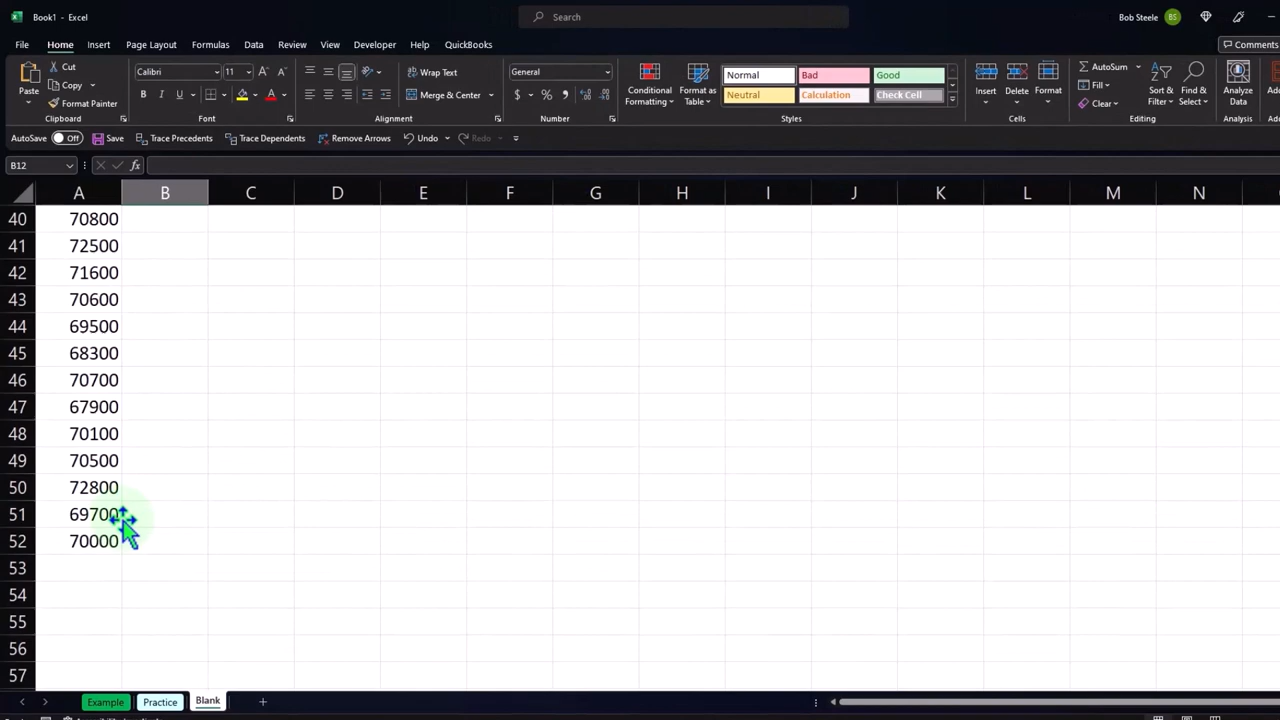 Book1 - Excel
Search
Bob Steele BS
File Home Insert Page Layout Formulas Data Review View Developer Help QuickBooks
Comments
Paste
Cut
Copy
Format Painter
Clipboard
Calibri 11
B I U
Font
Wrap Text
Merge & Center
Alignment
General
$ % ,
Number
Conditional Formatting
Format as Table
Normal Bad Good
Neutral Calculation Check Cell
Styles
Insert Delete Format
Cells
AutoSum
Fill
Clear
Sort & Filter
Find & Select
Editing
Analyze Data
Analysis
AutoSave Off Save Trace Precedents Trace Dependents Remove Arrows Undo Redo
B12 fx
A B C D E F G H I J K L M N
40 70800
41 72500
42 71600
43 70600
44 69500
45 68300
46 70700
47 67900
48 70100
49 70500
50 72800
51 69700
52 70000
53
54
55
56
57
Example Practice Blank